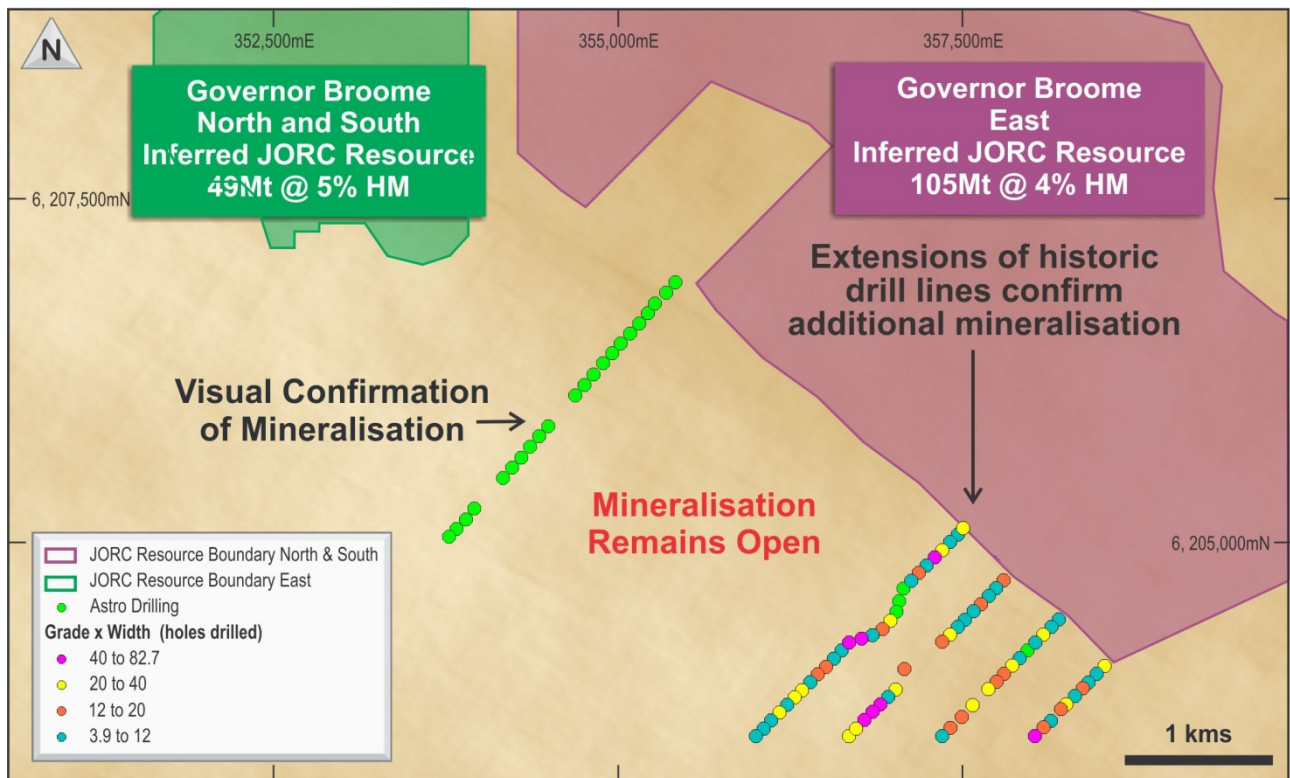 N
352,500mE
355,000mE
357,500mE
Governor Broome
North and South
Inferred JORC Resource
49Mt @ 5% HM
Governor Broome
East
Inferred JORC Resource
105Mt @ 4% HM
6, 207,500mN
Extensions of historic
drill lines confirm
additional mineralisation
Visual Confirmation
of Mineralisation
Mineralisation
Remains Open
6, 205,000mN
JORC Resource Boundary North & South
JORC Resource Boundary East
Astro Drilling
Grade x Width (holes drilled)
40 to 82.7
20 to 40
12 to 20
3.9 to 12
1 kms